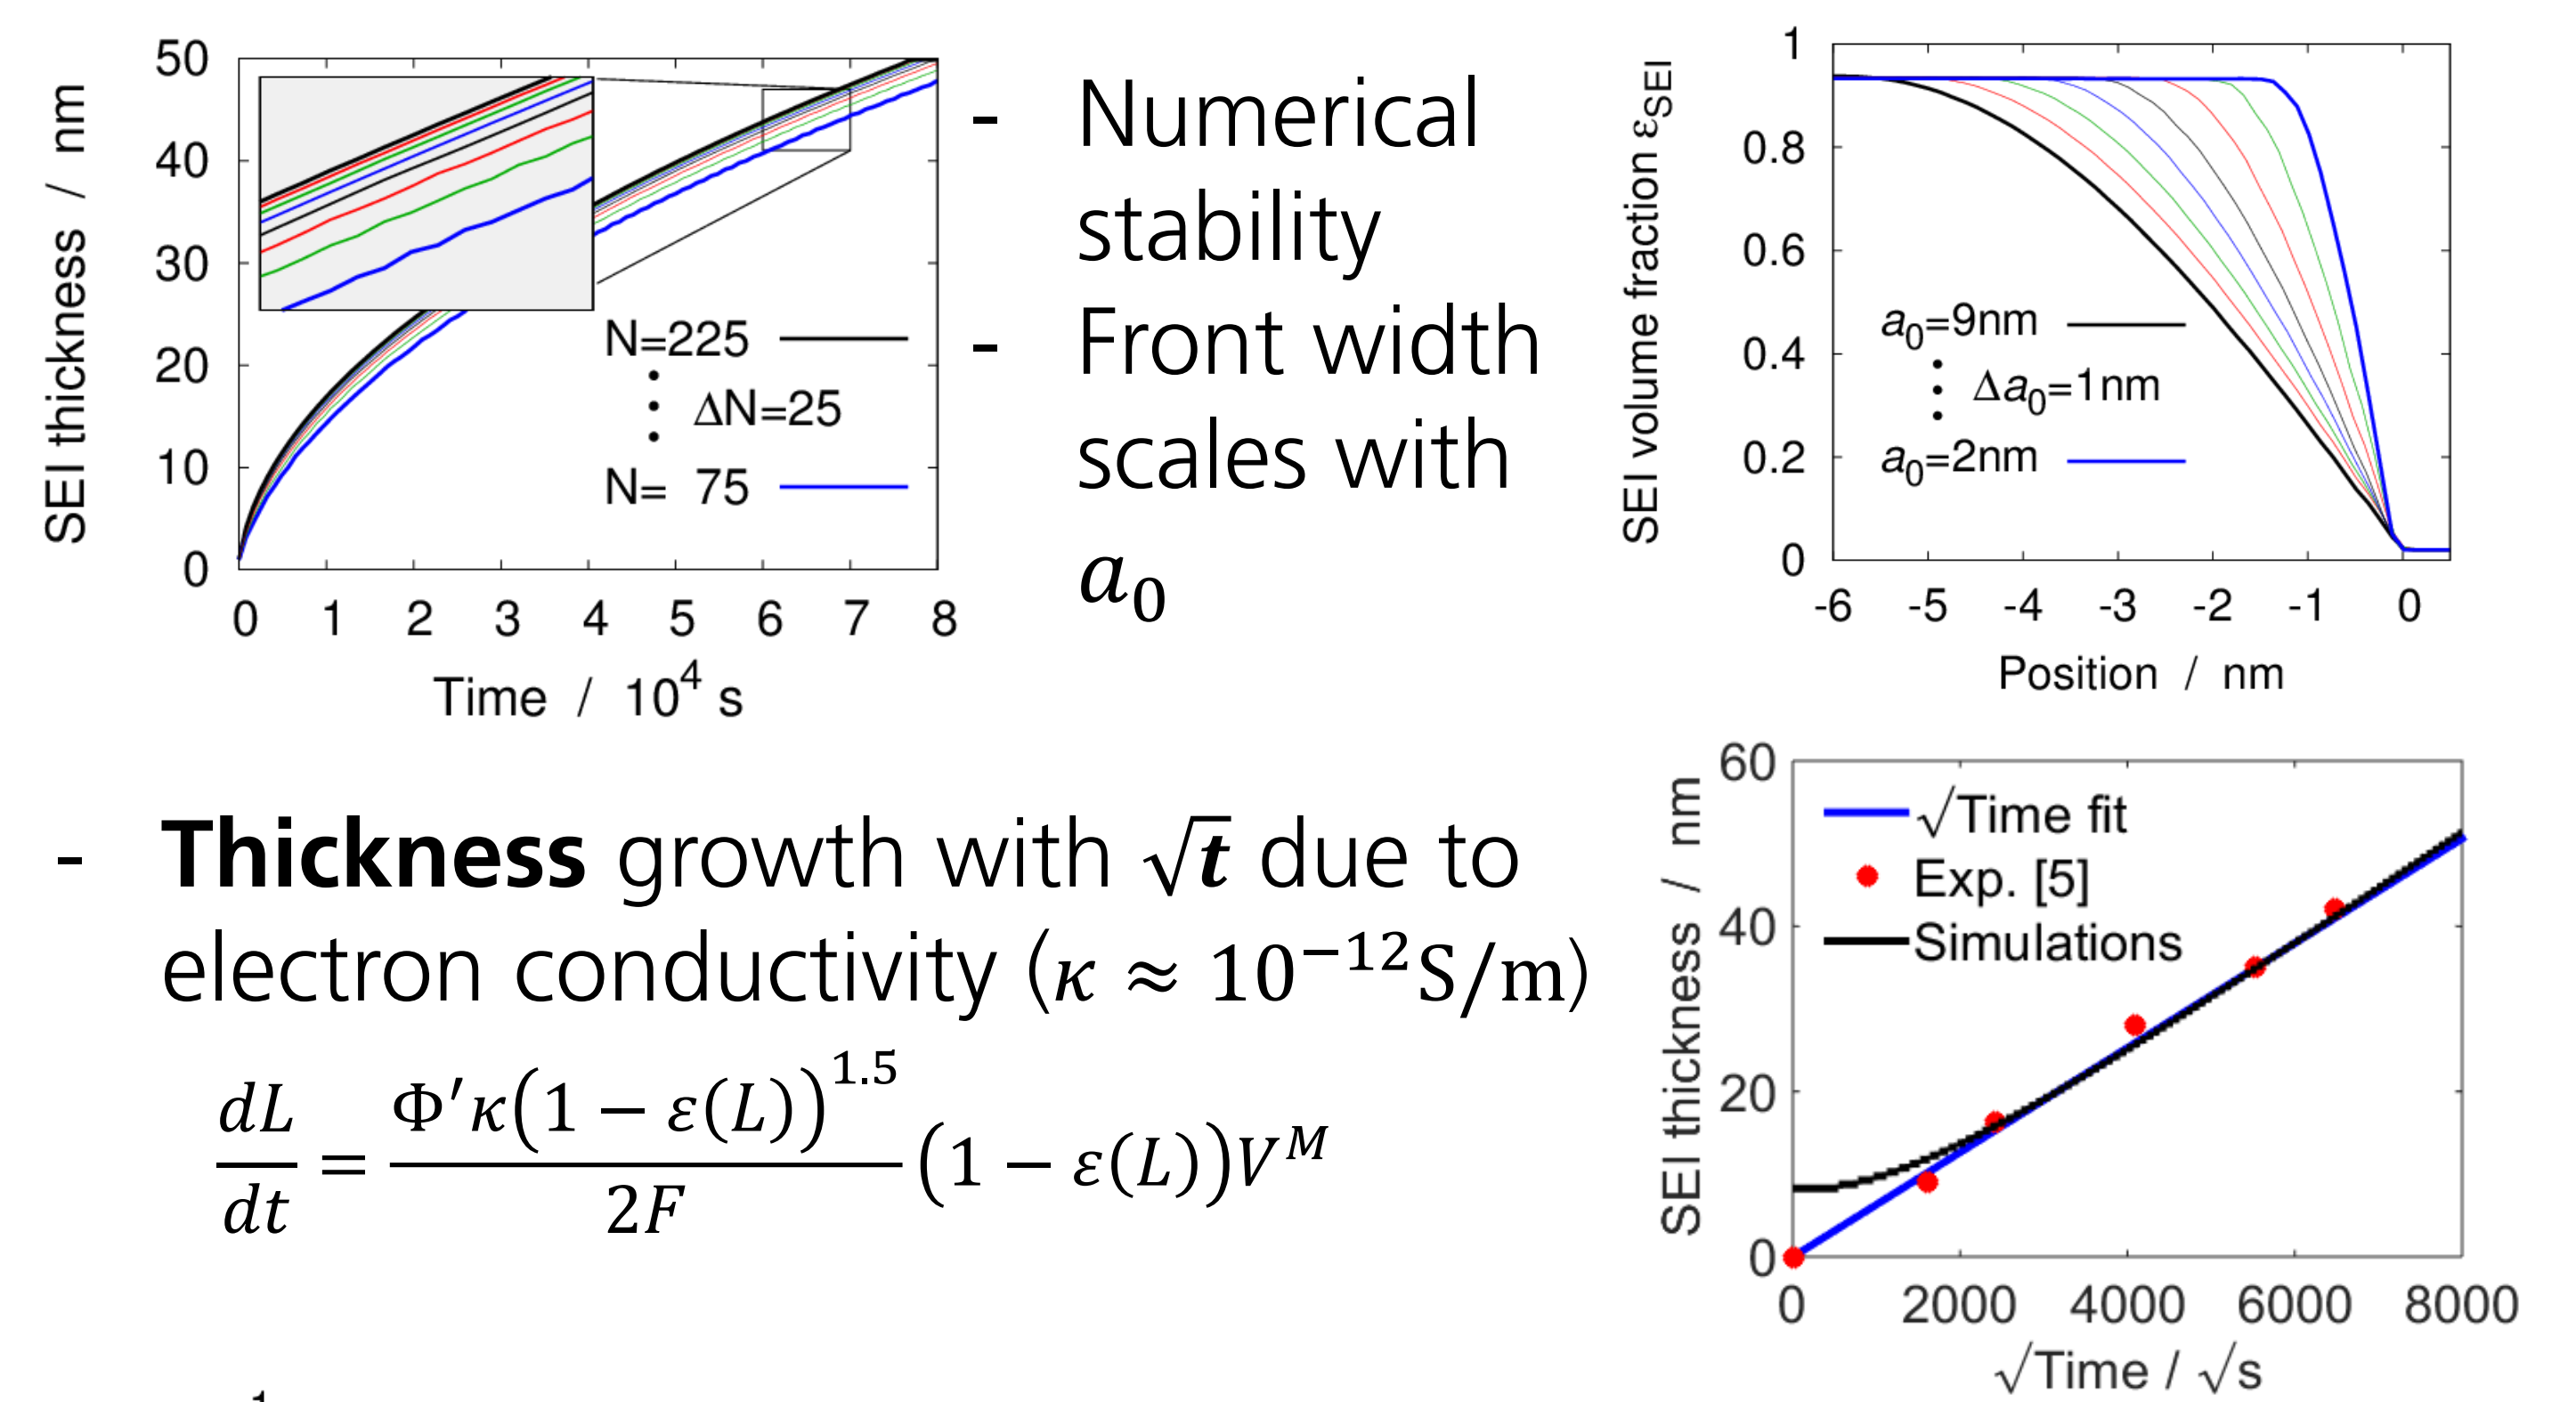 50
40
30
20
10
0
SEI thickness / nm
N=225
ΔN=25
N= 75
0 1 2 3 4 5 6 7 8
Time / 10⁴ s
- Numerical
stability
- Front width
scales with
a₀
1
0.8
0.6
0.4
0.2
0
SEI volume fraction ε_SEI
a₀=9nm
Δa₀=1nm
a₀=2nm
-6 -5 -4 -3 -2 -1 0
Position / nm
- Thickness growth with √t due to
electron conductivity (κ ≈ 10⁻¹² S/m)
dL/dt = Φ′κ(1 − ε(L))^1.5 / 2F (1 − ε(L))V^M
60
40
20
0
SEI thickness / nm
√Time fit
Exp. [5]
Simulations
0 2000 4000 6000 8000
√Time / √s